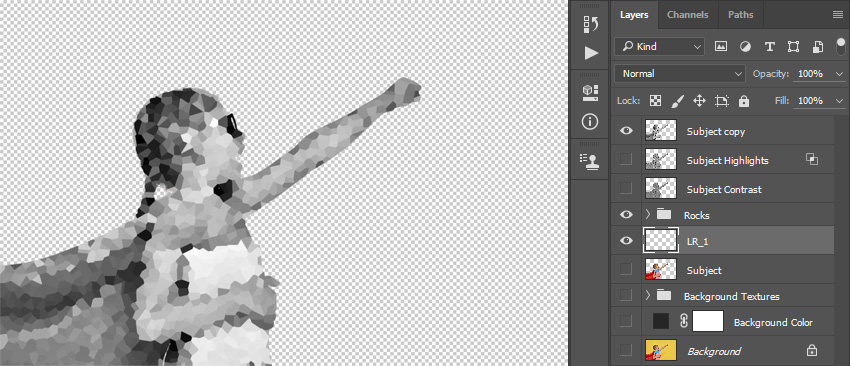 Layers Channels Paths
Kind
Normal Opacity: 100%
Lock: Fill: 100%
Subject copy
Subject Highlights
Subject Contrast
Rocks
LR_1
Subject
Background Textures
Background Color
Background